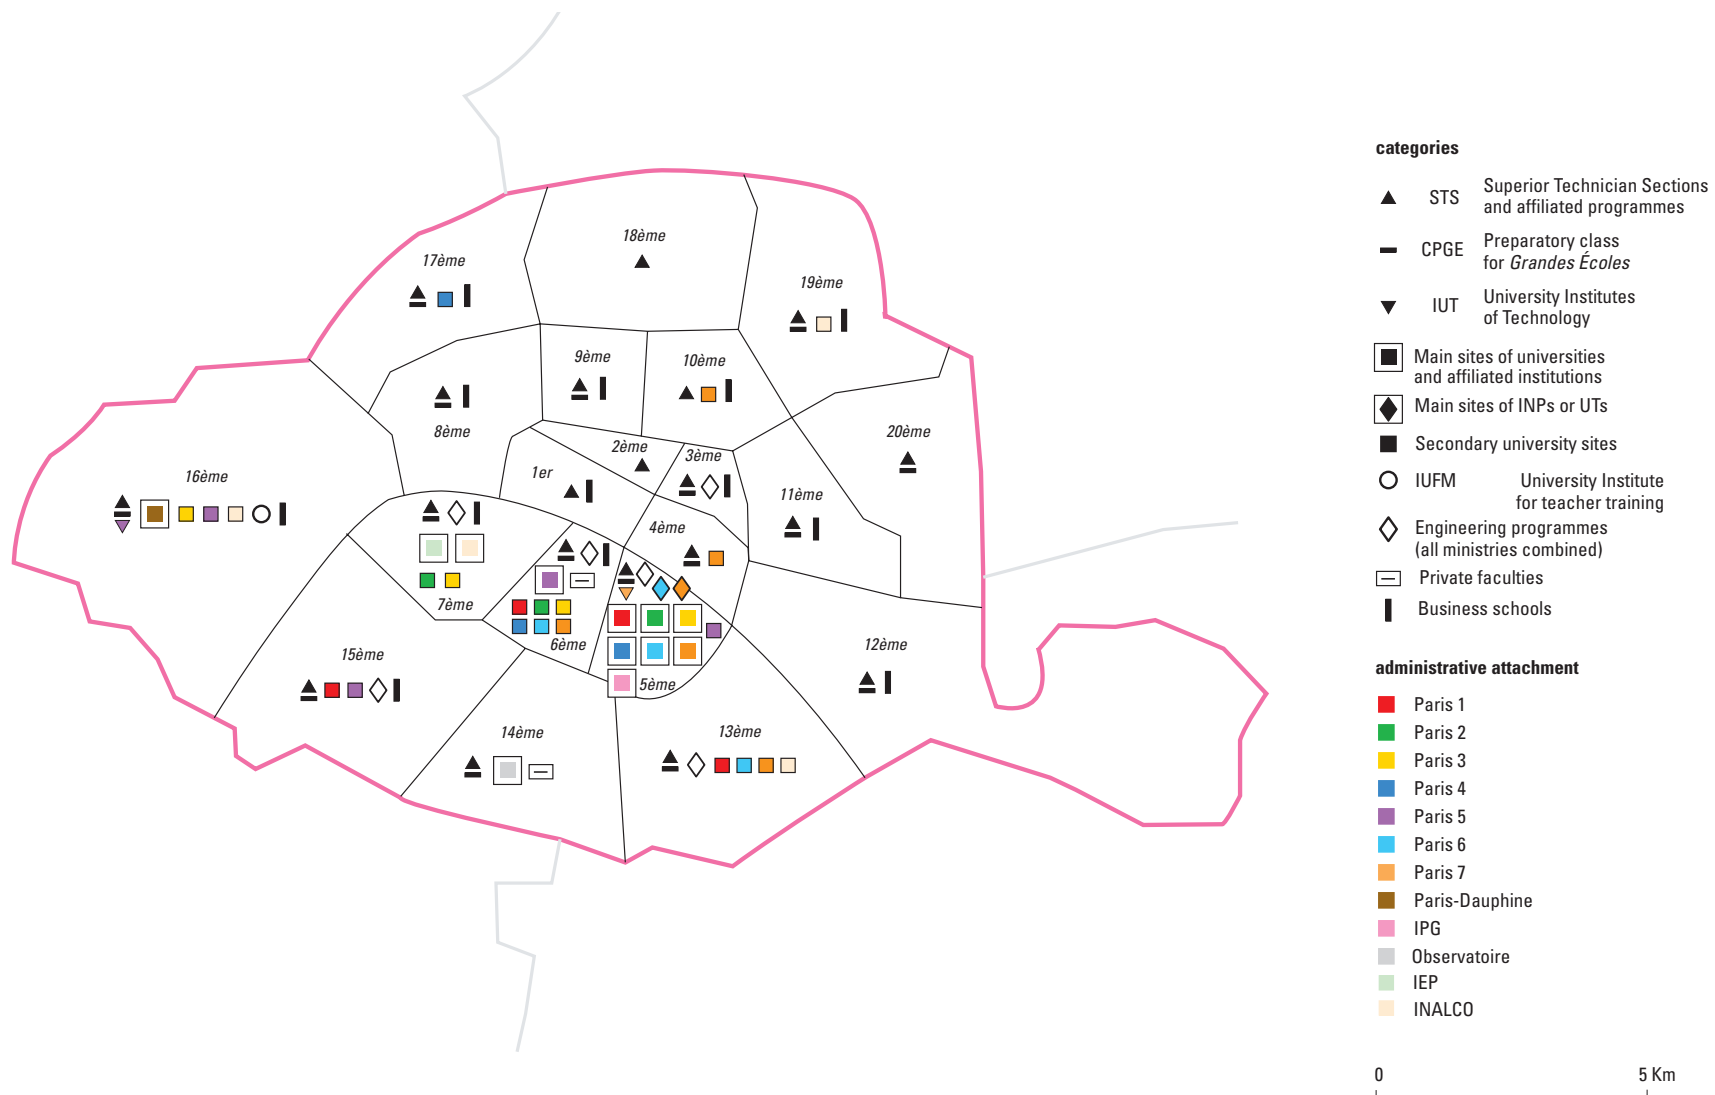 18ème
17ème
19ème
9ème
10ème
8ème
20ème
2ème
3ème
1er
16ème
11ème
4ème
7ème
6ème
12ème
15ème
5ème
14ème
13ème
categories
STS Superior Technician Sections
and affiliated programmes
CPGE Preparatory class
for Grandes Écoles
IUT University Institutes
of Technology
Main sites of universities
and affiliated institutions
Main sites of INPs or UTs
Secondary university sites
IUFM University Institute
for teacher training
Engineering programmes
(all ministries combined)
Private faculties
Business schools
administrative attachment
Paris 1
Paris 2
Paris 3
Paris 4
Paris 5
Paris 6
Paris 7
Paris-Dauphine
IPG
Observatoire
IEP
INALCO
0 5 Km